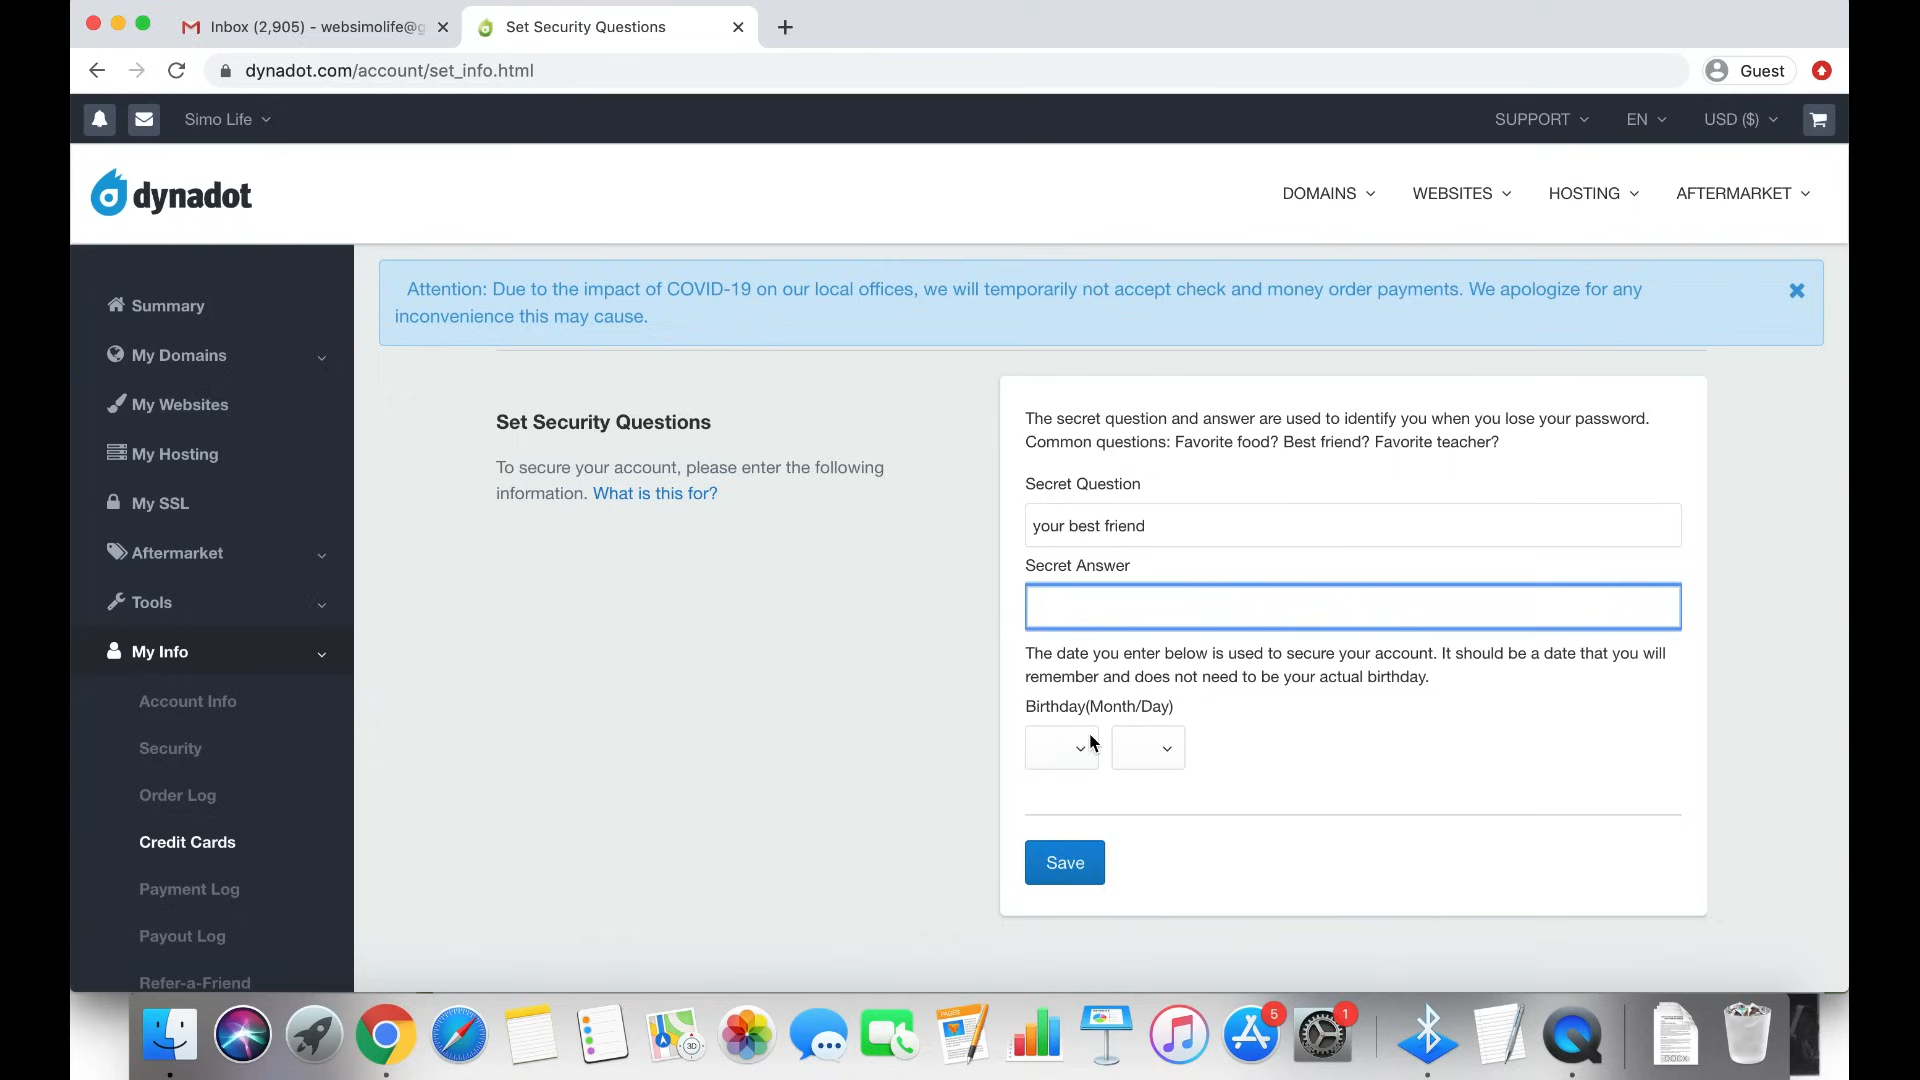 Inbox (2,905) - websimolife@g
Set Security Questions
dynadot.com/account/set_info.html
Guest
Simo Life
SUPPORT
EN
USD ($)
dynadot
DOMAINS
WEBSITES
HOSTING
AFTERMARKET
Attention: Due to the impact of COVID-19 on our local offices, we will temporarily not accept check and money order payments. We apologize for any
inconvenience this may cause.
Summary
My Domains
My Websites
My Hosting
My SSL
Aftermarket
Tools
My Info
Account Info
Security
Order Log
Credit Cards
Payment Log
Payout Log
Refer-a-Friend
Set Security Questions
To secure your account, please enter the following
information. What is this for?
The secret question and answer are used to identify you when you lose your password.
Common questions: Favorite food? Best friend? Favorite teacher?
Secret Question
your best friend
Secret Answer
The date you enter below is used to secure your account. It should be a date that you will
remember and does not need to be your actual birthday.
Birthday(Month/Day)
Save
3D
PAGES
5
1
DOCX